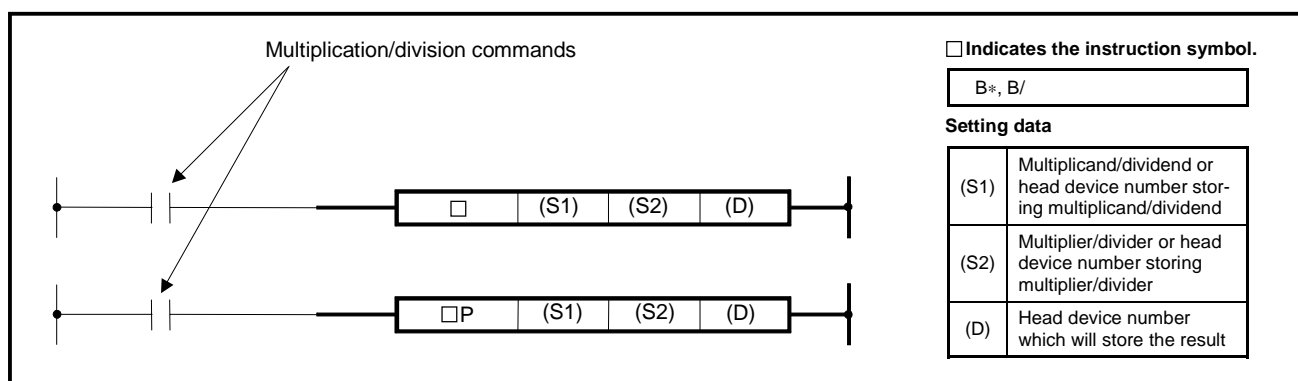 Multiplication/division commands
□ (S1) (S2) (D)
□P (S1) (S2) (D)
□ Indicates the instruction symbol.
B∗, B/
Setting data
(S1) Multiplicand/dividend or
head device number stor-
ing multiplicand/dividend
(S2) Multiplier/divider or head
device number storing
multiplier/divider
(D) Head device number
which will store the result